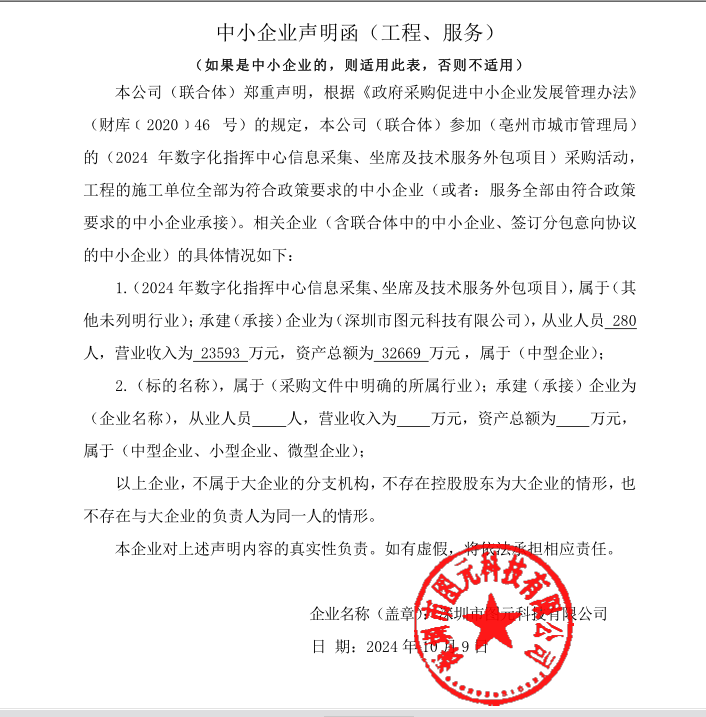 中小企业声明函（工程、服务）
（如果是中小企业的，则适用此表，否则不适用）
本公司（联合体）郑重声明，根据《政府采购促进中小企业发展管理办法》
（财库﹝2020﹞46 号）的规定，本公司（联合体）参加（亳州市城市管理局）
的（2024 年数字化指挥中心信息采集、坐席及技术服务外包项目）采购活动，
工程的施工单位全部为符合政策要求的中小企业（或者：服务全部由符合政策
要求的中小企业承接）。相关企业（含联合体中的中小企业、签订分包意向协议
的中小企业）的具体情况如下：
1.（2024 年数字化指挥中心信息采集、坐席及技术服务外包项目），属于（其
他未列明行业）；承建（承接）企业为（深圳市图元科技有限公司），从业人员 280
人，营业收入为 23593 万元，资产总额为 32669 万元，属于（中型企业）；
2.（标的名称），属于（采购文件中明确的所属行业）；承建（承接）企业为
（企业名称），从业人员____人，营业收入为____万元，资产总额为____万元，
属于（中型企业、小型企业、微型企业）；
以上企业，不属于大企业的分支机构，不存在控股股东为大企业的情形，也
不存在与大企业的负责人为同一人的情形。
本企业对上述声明内容的真实性负责。如有虚假，将依法承担相应责任。
企业名称（盖章）：深圳市图元科技有限公司
日 期：2024 年 10 月 9 日
深圳市图元科技有限公司